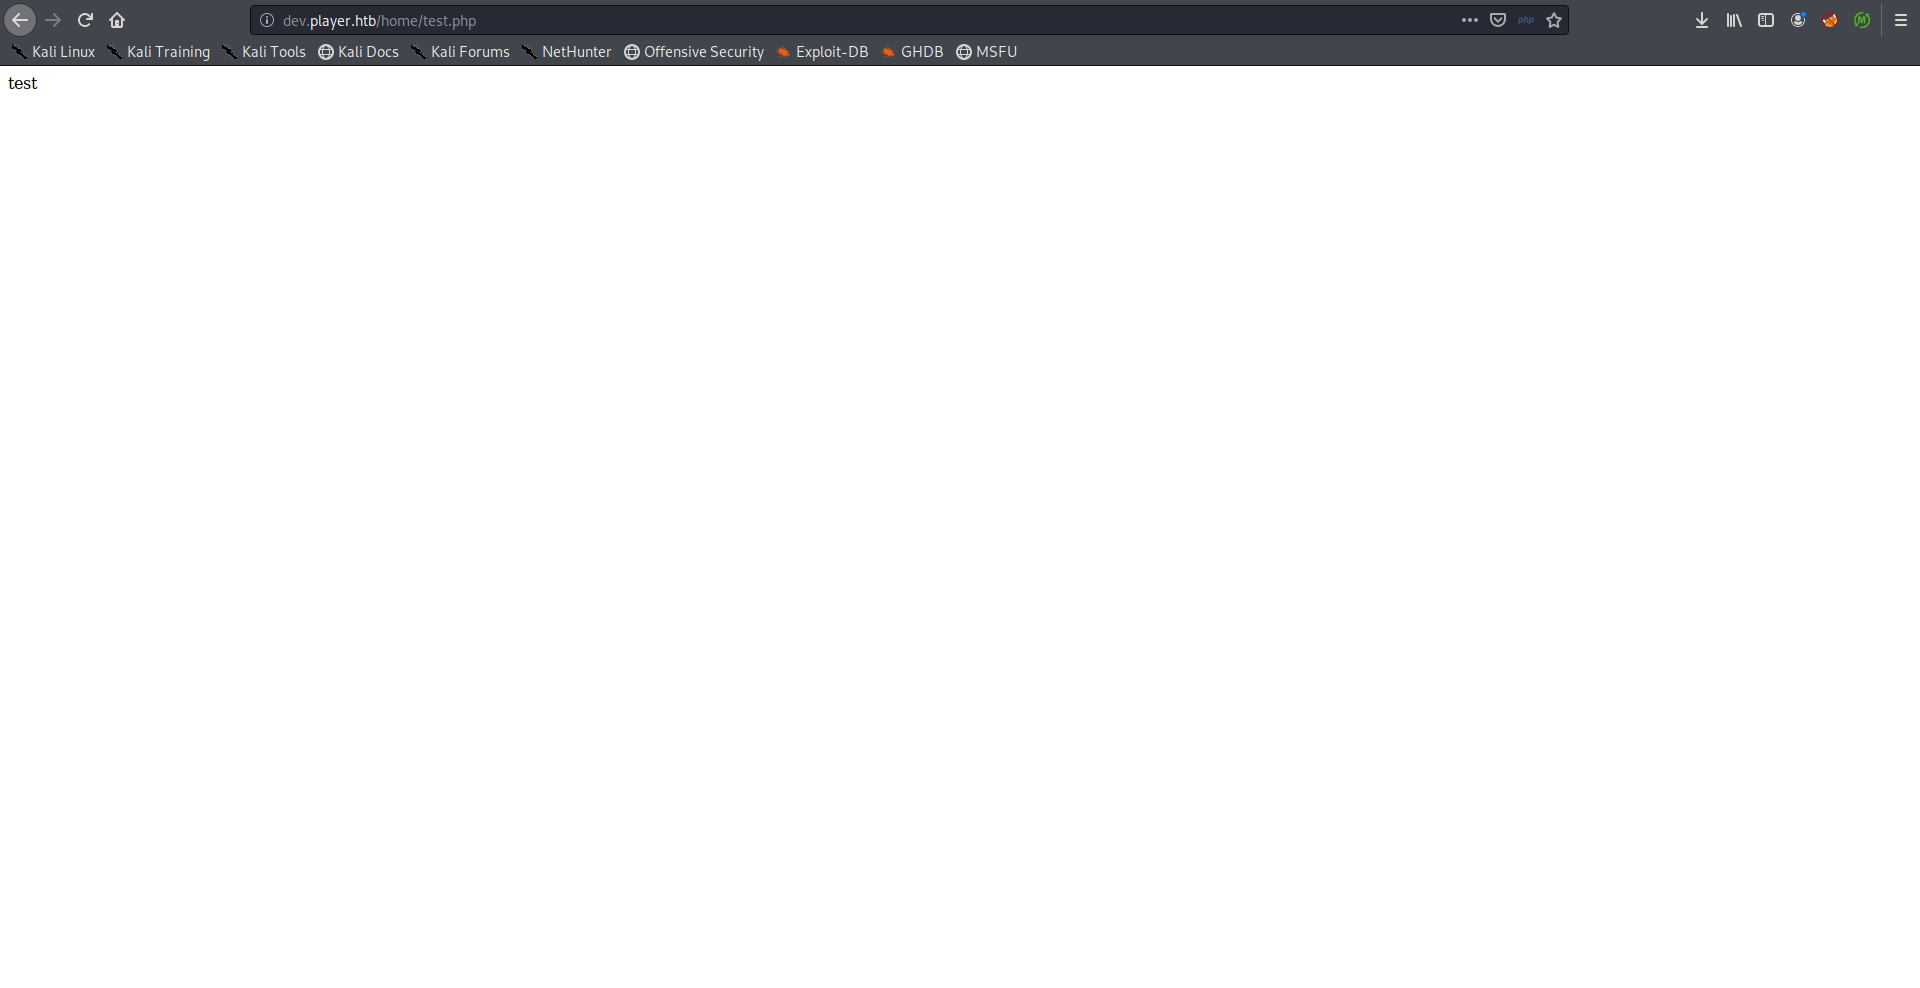 dev.player.htb/home/test.php
php
Kali Linux Kali Training Kali Tools Kali Docs Kali Forums NetHunter Offensive Security Exploit-DB GHDB MSFU
test